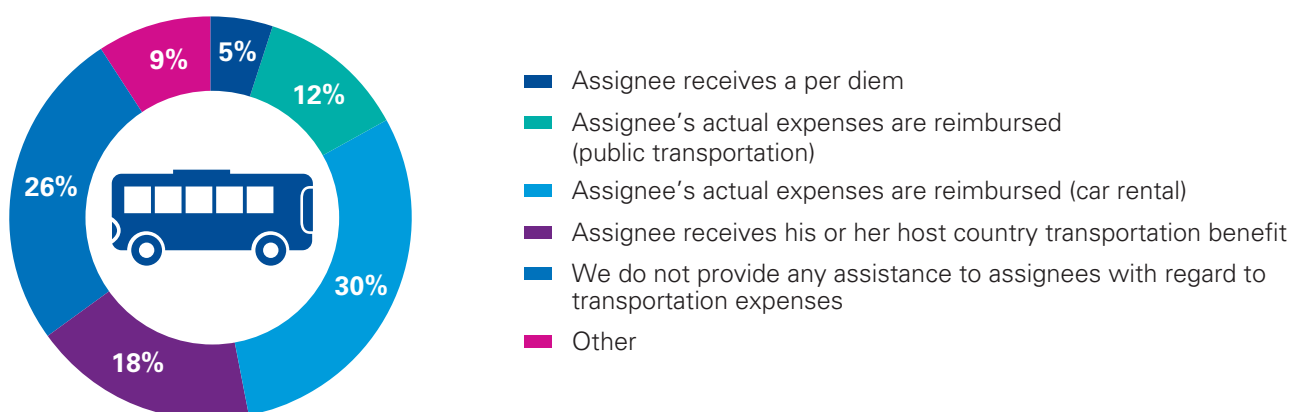 9%
5%
12%
26%
30%
18%
Assignee receives a per diem
Assignee's actual expenses are reimbursed
(public transportation)
Assignee's actual expenses are reimbursed (car rental)
Assignee receives his or her host country transportation benefit
We do not provide any assistance to assignees with regard to
transportation expenses
Other